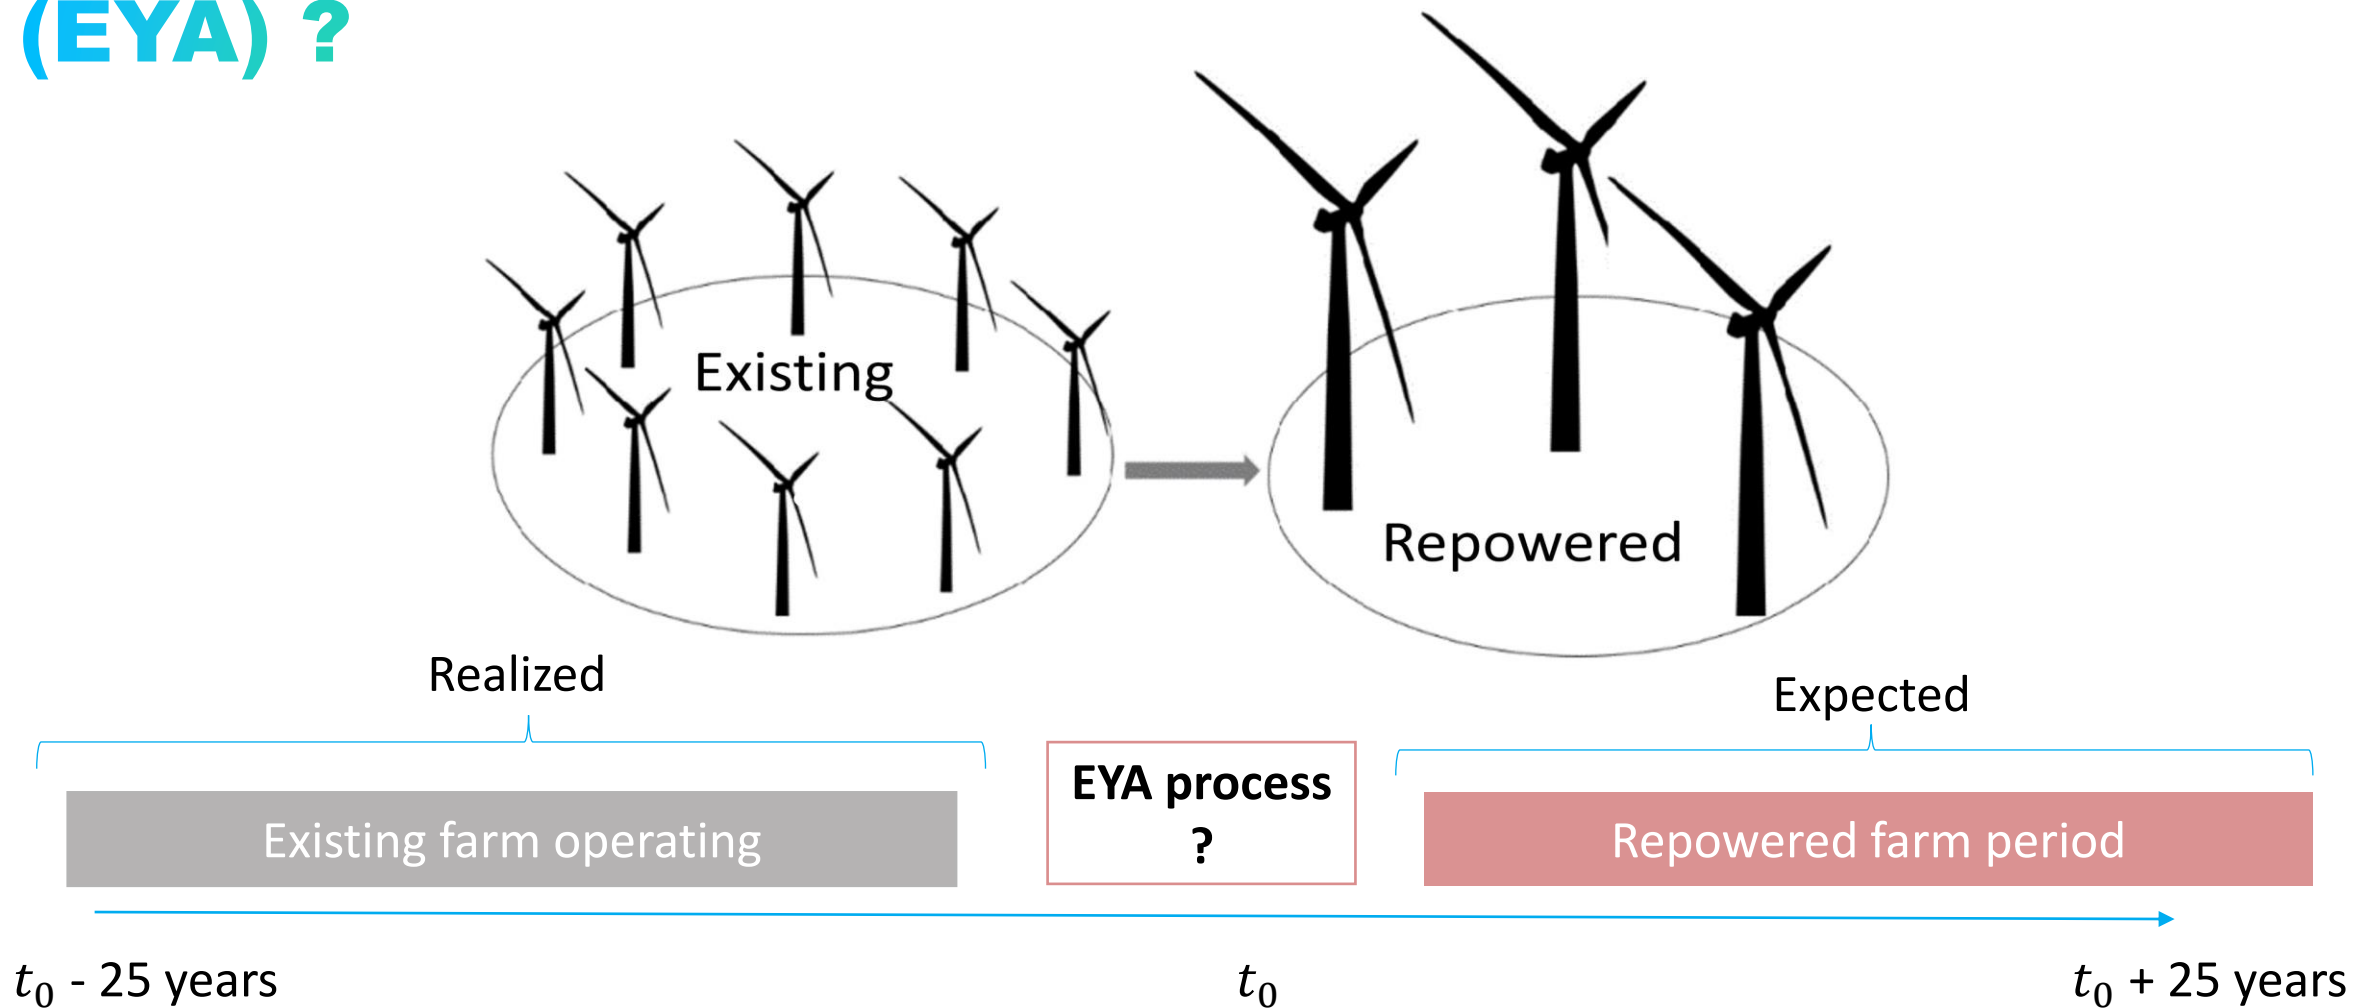 (EYA) ?
Existing
Repowered
Realized
Expected
EYA process
?
Existing farm operating
Repowered farm period
t₀ - 25 years
t₀
t₀ + 25 years